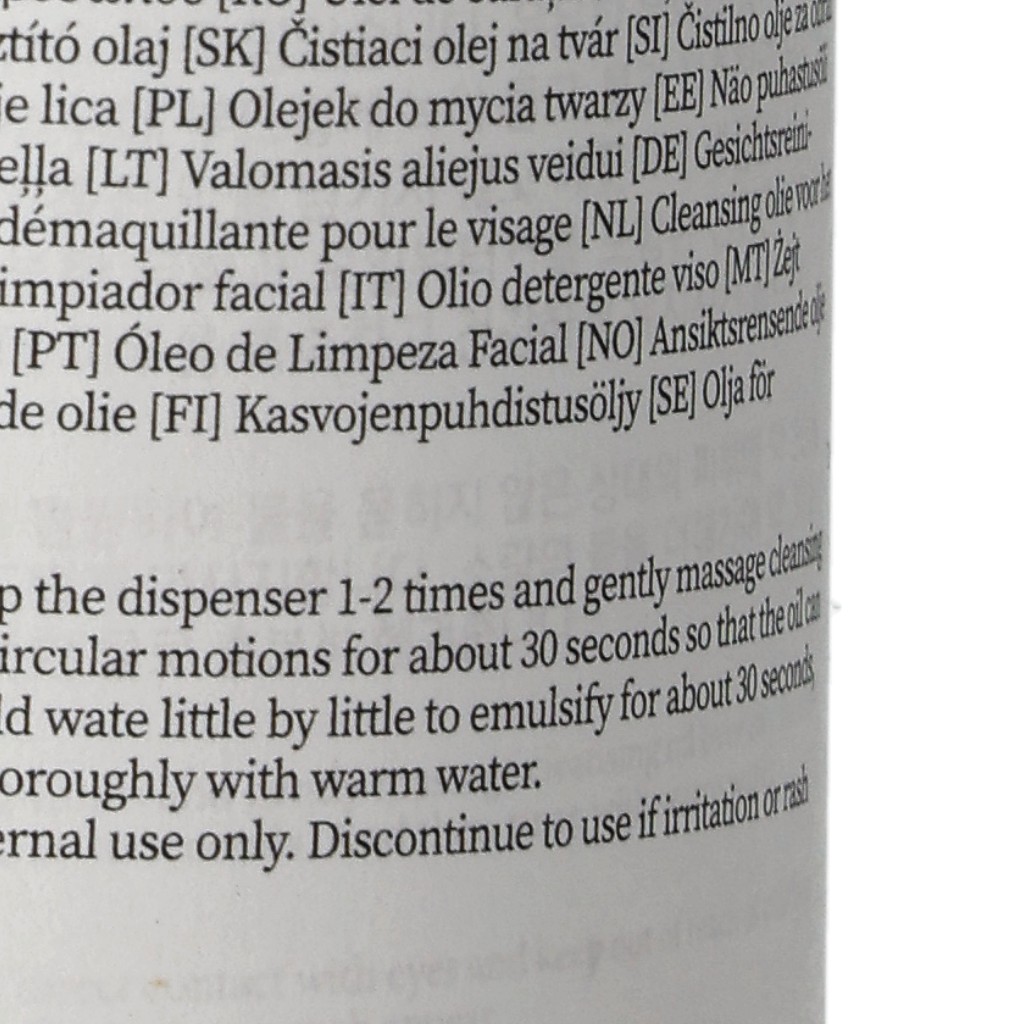 ztító olaj [SK] Čistiaci olej na tvár [SI] Čistilno olje za
je lica [PL] Olejek do mycia twarzy [EE] Näo puhastusõli
eļļa [LT] Valomasis aliejus veidui [DE] Gesichtsreini-
démaquillante pour le visage [NL] Cleansing olie voor het
impiador facial [IT] Olio detergente viso [MT] Żejt
[PT] Óleo de Limpeza Facial [NO] Ansiktsrensende olje
de olie [FI] Kasvojenpuhdistusöljy [SE] Olja för
p the dispenser 1-2 times and gently massage cleansing
ircular motions for about 30 seconds so that the oil can
ld wate little by little to emulsify for about 30 seconds,
oroughly with warm water.
ernal use only. Discontinue to use if irritation or rash